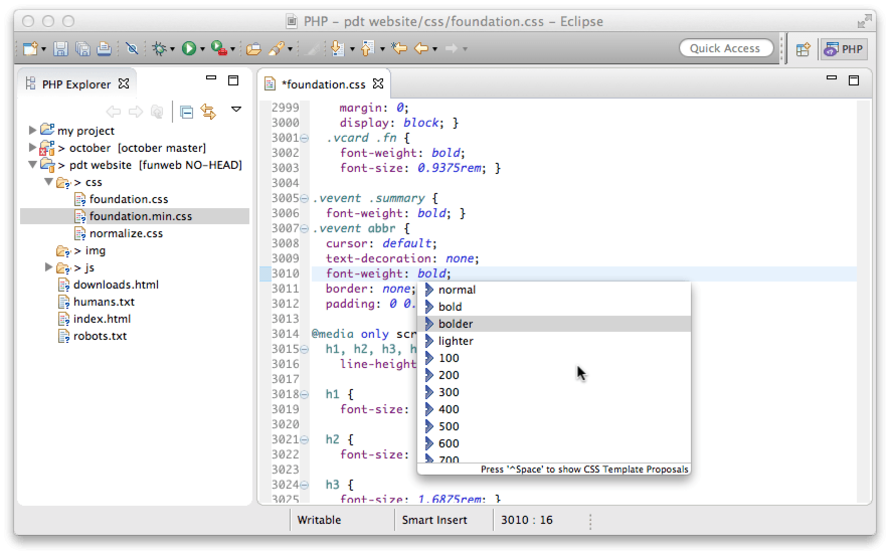 PHP - pdt website/css/foundation.css - Eclipse
Quick Access
PHP
PHP Explorer
my project
> october [october master]
> pdt website [funweb NO-HEAD]
> css
foundation.css
foundation.min.css
normalize.css
> img
> js
downloads.html
humans.txt
index.html
robots.txt
*foundation.css
2999 margin: 0;
3000 display: block; }
3001 .vcard .fn {
3002 font-weight: bold;
3003 font-size: 0.9375rem; }
3004
3005 .vevent .summary {
3006 font-weight: bold; }
3007 .vevent abbr {
3008 cursor: default;
3009 text-decoration: none;
3010 font-weight: bold;
3011 border: none;
3012 padding: 0 0.
3013
3014 @media only scr
3015 h1, h2, h3, h
3016 line-height
3017
3018 h1 {
3019 font-size:
3020
3021 h2 {
3022 font-size:
3023
3024 h3 {
3025 font-size: 1.6875rem; }
normal
bold
bolder
lighter
100
200
300
400
500
600
700
Press '^Space' to show CSS Template Proposals
Writable
Smart Insert
3010 : 16